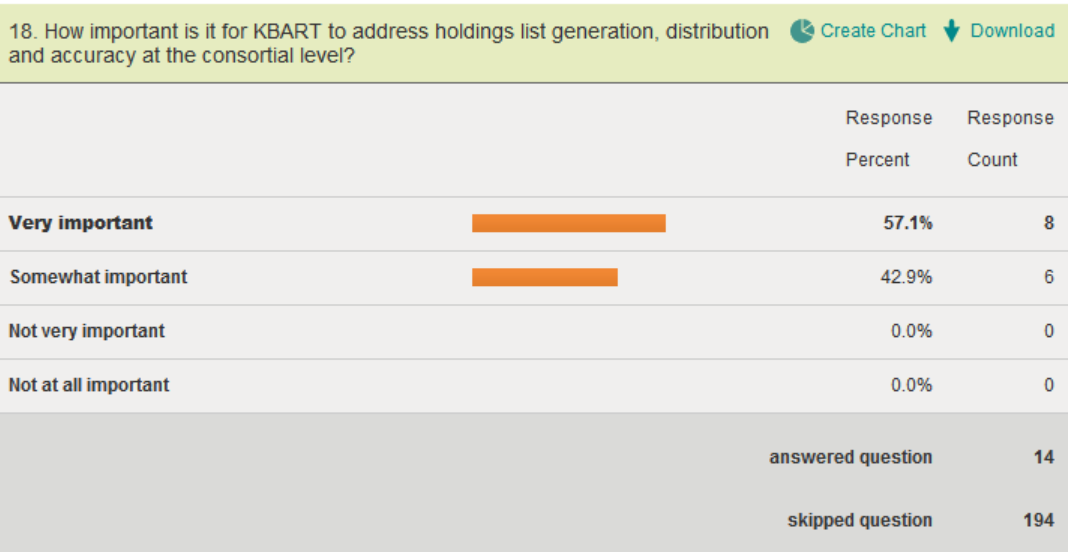 18. How important is it for KBART to address holdings list generation, distribution Create Chart Download
and accuracy at the consortial level?
Response Response
Percent Count
Very important 57.1% 8
Somewhat important 42.9% 6
Not very important 0.0% 0
Not at all important 0.0% 0
answered question 14
skipped question 194